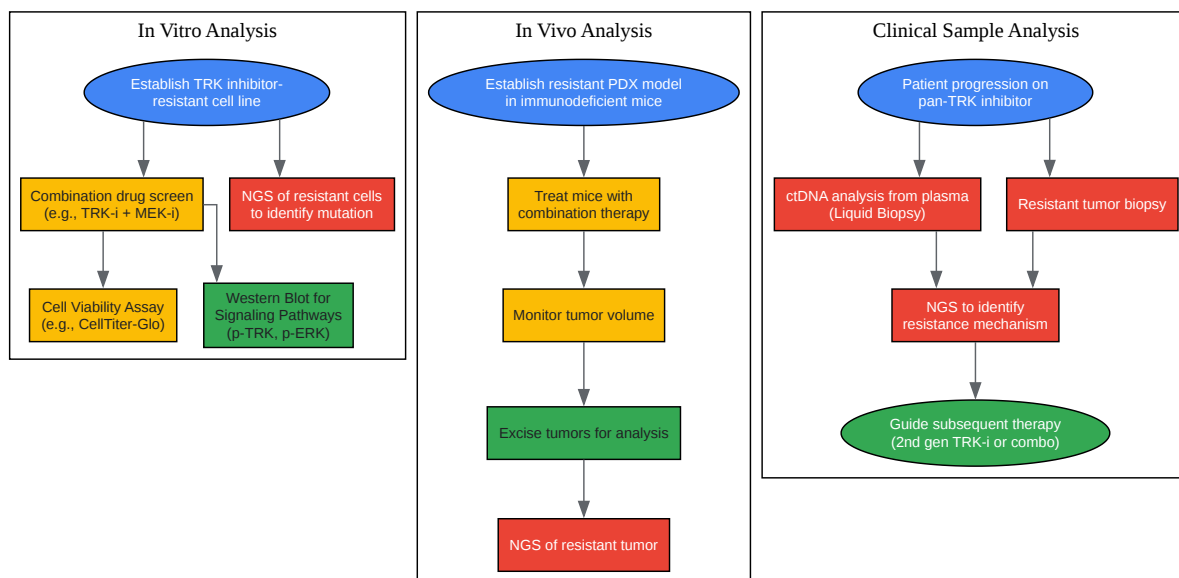 In Vitro Analysis
Establish TRK inhibitor-
resistant cell line
Combination drug screen
(e.g., TRK-i + MEK-i)
NGS of resistant cells
to identify mutation
Cell Viability Assay
(e.g., CellTiter-Glo)
Western Blot for
Signaling Pathways
(p-TRK, p-ERK)
In Vivo Analysis
Establish resistant PDX model
in immunodeficient mice
Treat mice with
combination therapy
Monitor tumor volume
Excise tumors for analysis
NGS of resistant tumor
Clinical Sample Analysis
Patient progression on
pan-TRK inhibitor
ctDNA analysis from plasma
(Liquid Biopsy)
Resistant tumor biopsy
NGS to identify
resistance mechanism
Guide subsequent therapy
(2nd gen TRK-i or combo)